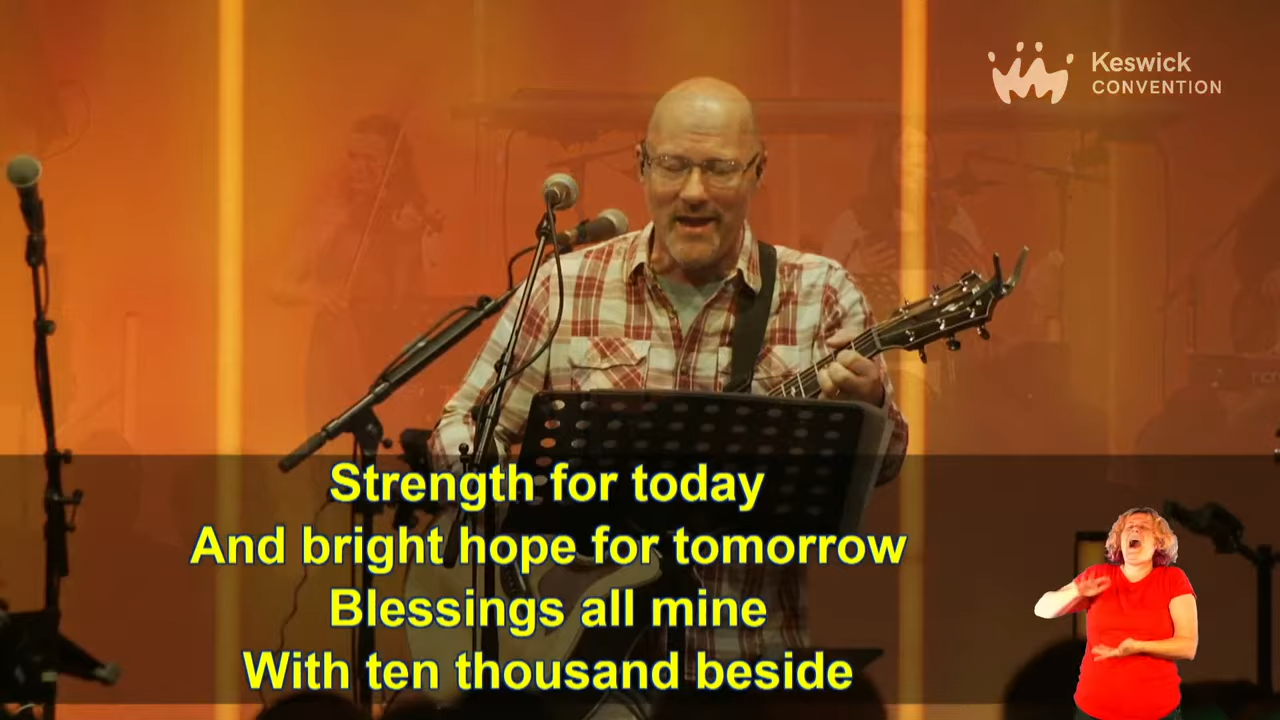 Keswick
CONVENTION
Strength for today
And bright hope for tomorrow
Blessings all mine
With ten thousand beside